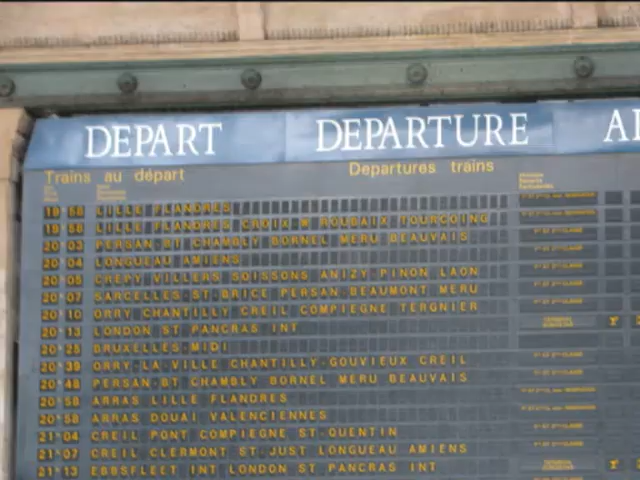 DEPART DEPARTURE
Trains au départ Departures trains
19 58 LILLE FLANDRES
19 58 LILLE FLANDRES CROIX W ROUBAIX TOURCOING
20 03 PERSAN-BT CHAMBLY BORNEL MERU BEAUVAIS
20 04 LONGUEAU AMIENS
20 05 CREPY VILLERS SOISSONS ANIZY-PINON LAON
20 07 SARCELLES-ST-BRICE PERSAN-BEAUMONT MERU
20 10 ORRY CHANTILLY CREIL COMPIEGNE TERGNIER
20 13 LONDON ST PANCRAS INT
20 25 BRUXELLES-MIDI
20 39 ORRY-LA-VILLE CHANTILLY-GOUVIEUX CREIL
20 48 PERSAN-BT CHAMBLY BORNEL MERU BEAUVAIS
20 58 ARRAS LILLE FLANDRES
20 58 ARRAS DOUAI VALENCIENNES
21 04 CREIL PONT COMPIEGNE ST-QUENTIN
21 07 CREIL CLERMONT ST-JUST LONGUEAU AMIENS
21 13 EBBSFLEET INT LONDON ST PANCRAS INT